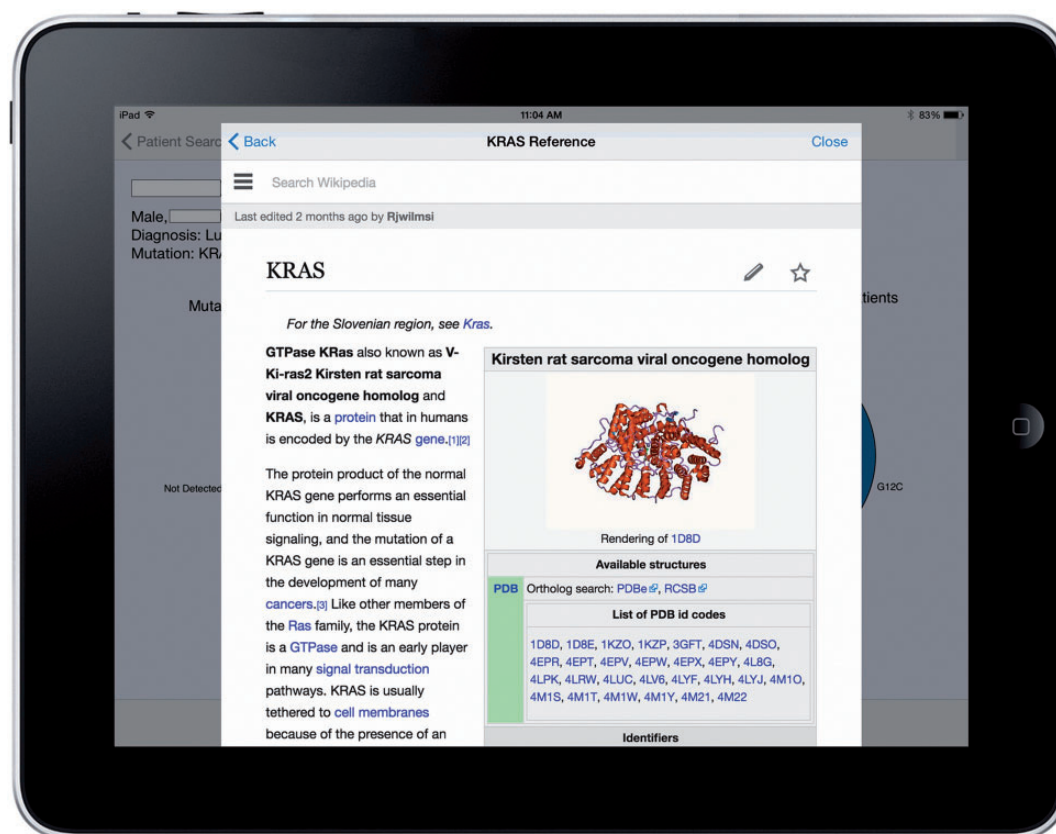 iPad 11:04 AM 83%
Patient Searc
Back KRAS Reference Close
Search Wikipedia
Male,
Diagnosis: Lu
Mutation: KR
Last edited 2 months ago by Rjwilmsi
KRAS
Muta
tients
For the Slovenian region, see Kras.
GTPase KRas also known as V-
Ki-ras2 Kirsten rat sarcoma
viral oncogene homolog and
KRAS, is a protein that in humans
is encoded by the KRAS gene.[1][2]
The protein product of the normal
KRAS gene performs an essential
function in normal tissue
signaling, and the mutation of a
KRAS gene is an essential step in
the development of many
cancers.[3] Like other members of
the Ras family, the KRAS protein
is a GTPase and is an early player
in many signal transduction
pathways. KRAS is usually
tethered to cell membranes
because of the presence of an
Kirsten rat sarcoma viral oncogene homolog
Rendering of 1D8D
Available structures
PDB Ortholog search: PDBe, RCSB
List of PDB id codes
1D8D, 1D8E, 1KZO, 1KZP, 3GFT, 4DSN, 4DSO,
4EPR, 4EPT, 4EPV, 4EPW, 4EPX, 4EPY, 4L8G,
4LPK, 4LRW, 4LUC, 4LV6, 4LYF, 4LYH, 4LYJ, 4M1O,
4M1S, 4M1T, 4M1W, 4M1Y, 4M21, 4M22
Identifiers
Not Detected
G12C